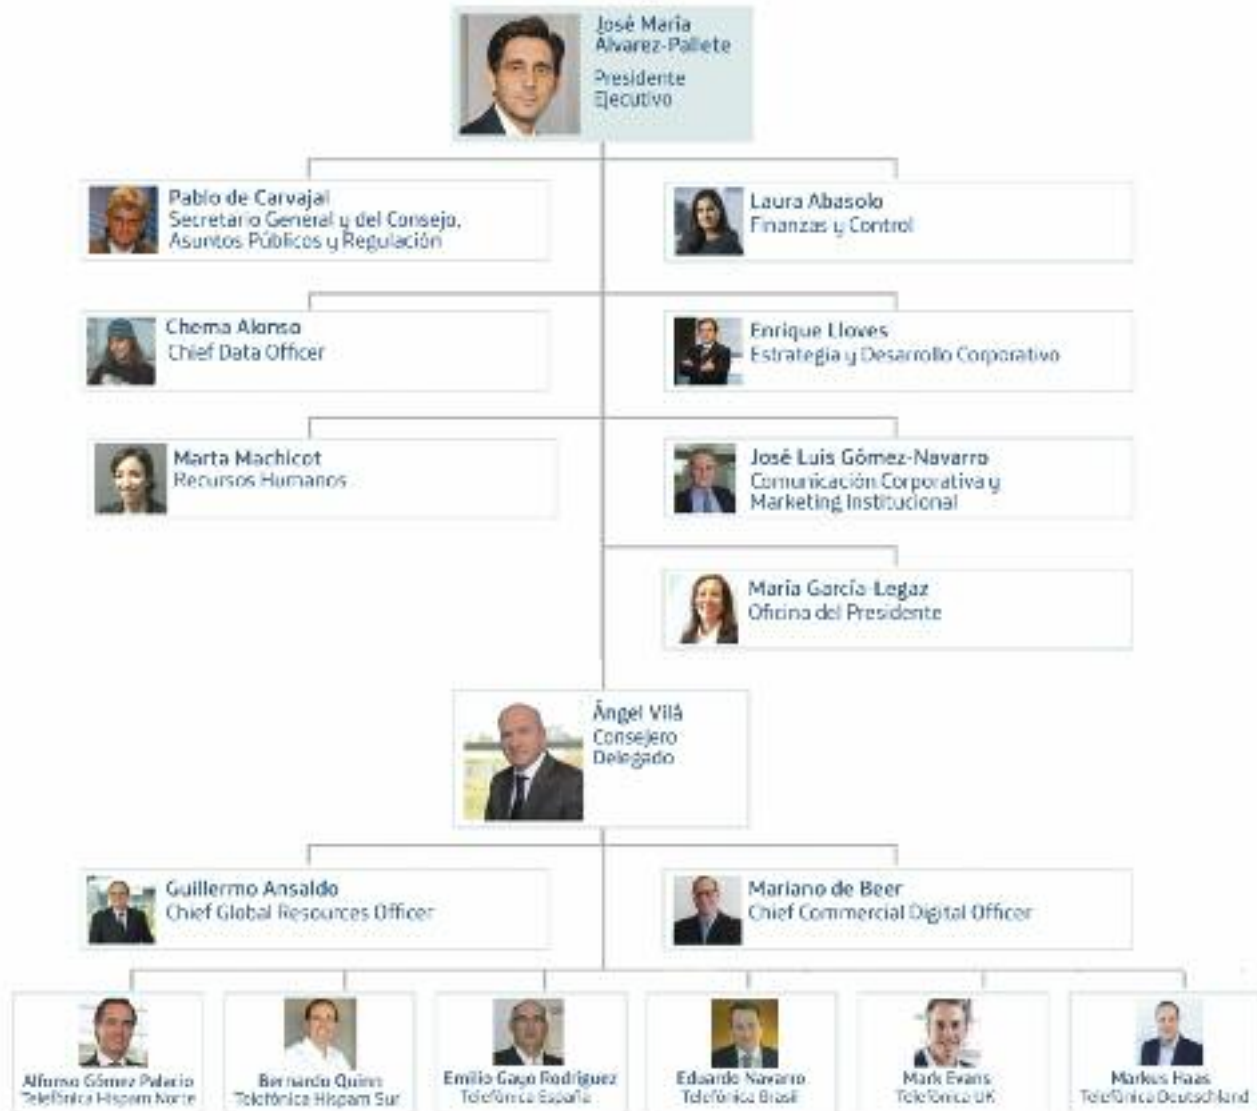 José María
Álvarez-Pallete
Presidente
Ejecutivo
Pablo de Carvajal
Secretario General y del Consejo,
Asuntos Públicos y Regulación
Laura Abasolo
Finanzas y Control
Chema Alonso
Chief Data Officer
Enrique Lloves
Estrategia y Desarrollo Corporativo
Marta Machicot
Recursos Humanos
José Luis Gómez-Navarro
Comunicación Corporativa y
Marketing Institucional
María García-Legaz
Oficina del Presidente
Ángel Vilá
Consejero
Delegado
Guillermo Ansaldo
Chief Global Resources Officer
Mariano de Beer
Chief Commercial Digital Officer
Alfonso Gómez Palacio
Telefónica Hispam Norte
Bernardo Quinn
Telefónica Hispam Sur
Emilio Gayo Rodríguez
Telefónica España
Eduardo Navarro
Telefónica Brasil
Mark Evans
Telefónica UK
Markus Haas
Telefónica Deutschland